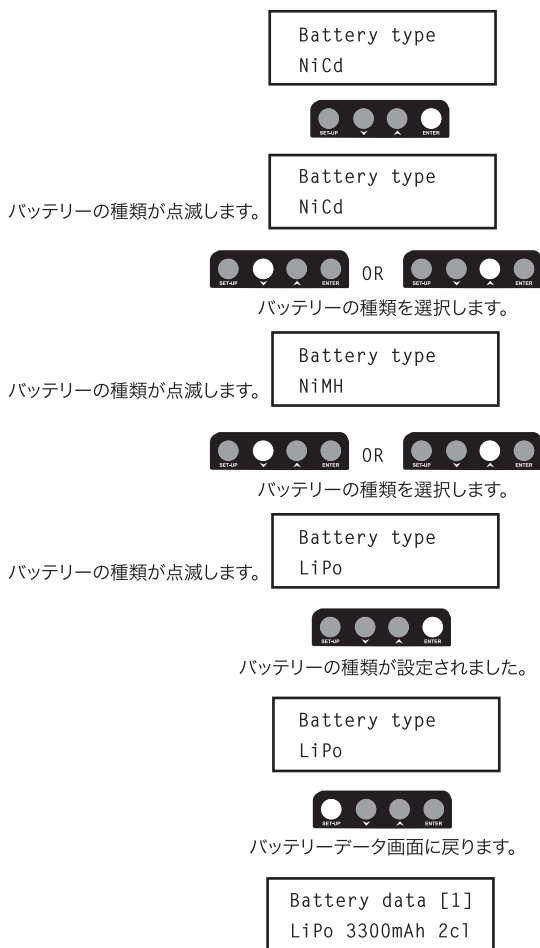 Battery type
NiCd
SET-UP ENTER
Battery type
バッテリーの種類が点滅します。 NiCd
SET-UP ENTER OR SET-UP ENTER
バッテリーの種類を選択します。
Battery type
バッテリーの種類が点滅します。 NiMH
SET-UP ENTER OR SET-UP ENTER
バッテリーの種類を選択します。
Battery type
バッテリーの種類が点滅します。 LiPo
SET-UP ENTER
バッテリーの種類が設定されました。
Battery type
LiPo
SET-UP ENTER
バッテリーデータ画面に戻ります。
Battery data [1]
LiPo 3300mAh 2cl